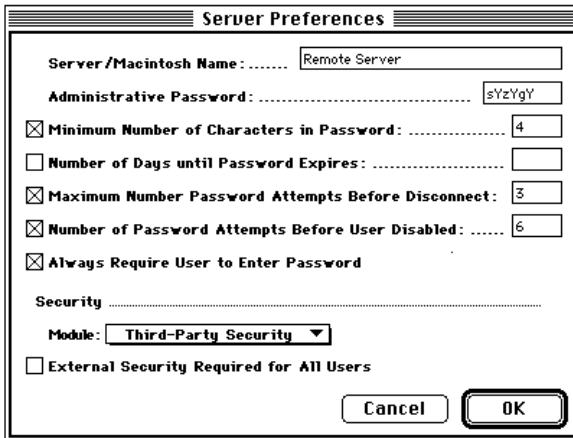 Server Preferences
Server/Macintosh Name: ...... Remote Server
Administrative Password: ........................................ sYzYgY
Minimum Number of Characters in Password: ........... 4
Number of Days until Password Expires: .................
Maximum Number Password Attempts Before Disconnect: 3
Number of Password Attempts Before User Disabled: ...... 6
Always Require User to Enter Password
Security
Module: Third-Party Security
External Security Required for All Users
Cancel OK